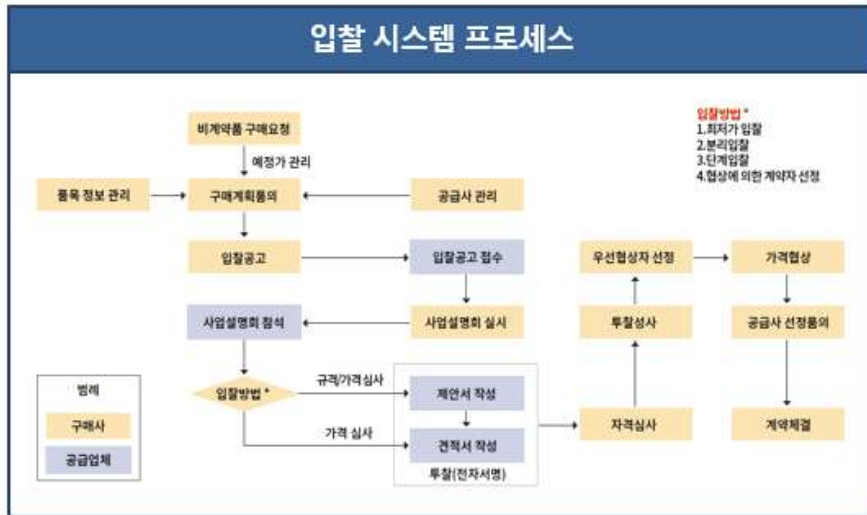 입찰 시스템 프로세스
비계약품 구매요청
예정가 관리
품목 정보 관리
구매계획품의
공급사 관리
입찰방법 *
1.최저가 입찰
2.분리입찰
3.단계입찰
4.협상에 의한 계약자 선정
입찰공고
입찰공고 접수
우선협상자 선정
가격협상
사업설명회 참석
사업설명회 실시
투찰성사
공급사 선정품의
입찰방법 *
규격/가격심사
제안서 작성
가격 심사
견적서 작성
투찰(전자서명)
자격심사
계약체결
범례
구매사
공급업체